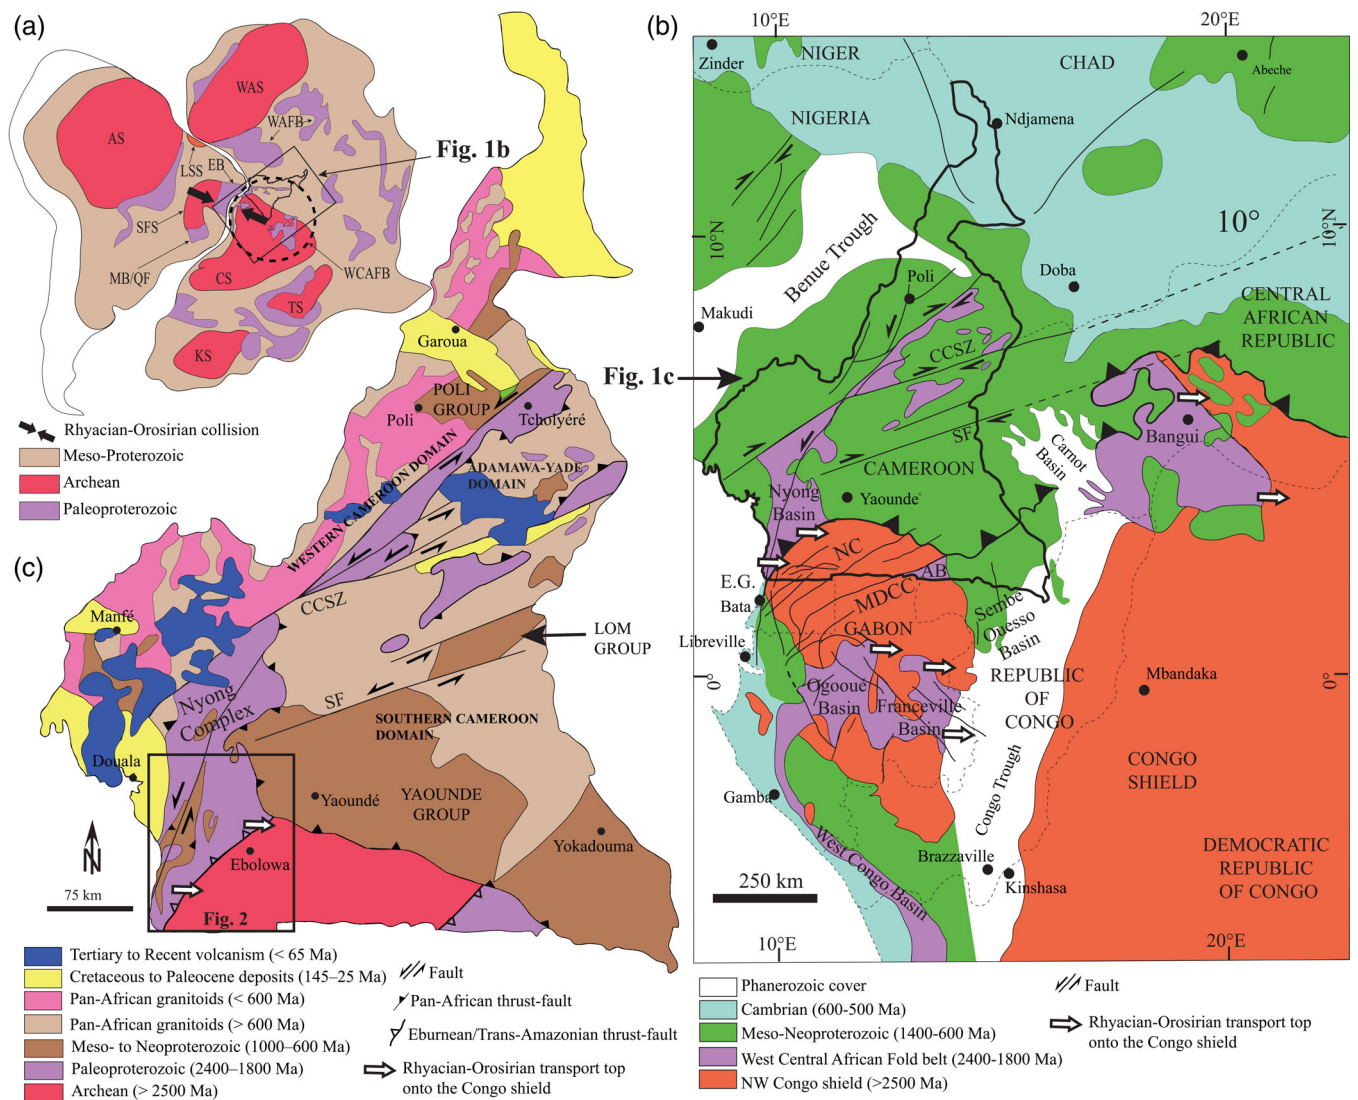 (a)
WAS
WAFB
AS
LSS
EB
Fig. 1b
SFS
MB/QF
CS
WCAFB
TS
KS
Rhyacian-Orosirian collision
Meso-Proterozoic
Archean
Paleoproterozoic
(b)
10°E
20°E
Zinder
NIGER
CHAD
Abeche
NIGERIA
Ndjamena
10°N
10°
10°N
Benue Trough
Poli
Doba
Makudi
CENTRAL
AFRICAN
REPUBLIC
CCSZ
Fig. 1c
SF
Carnot
Basin
Bangui
CAMEROON
Nyong
Basin
Yaounde
NC
AB
E.G.
Bata
MDCC
Sembe
Ouesso
Basin
Libreville
GABON
REPUBLIC
OF
CONGO
Mbandaka
0°
0°
Ogooué
Basin
Franceville
Basin
CONGO
SHIELD
Congo Trough
Gamba
West Congo Basin
Brazzaville
Kinshasa
DEMOCRATIC
REPUBLIC
OF CONGO
250 km
10°E
20°E
Phanerozoic cover
Cambrian (600-500 Ma)
Meso-Neoproterozoic (1400-600 Ma)
West Central African Fold belt (2400-1800 Ma)
NW Congo shield (>2500 Ma)
Fault
Rhyacian-Orosirian transport top
onto the Congo shield
(c)
Garoua
POLI
GROUP
Poli
Tcholyéré
WESTERN CAMEROON DOMAIN
ADAMAWA-YADE
DOMAIN
CCSZ
Manfé
LOM
GROUP
Nyong
Complex
SF
SOUTHERN CAMEROON
DOMAIN
Douala
Yaoundé
YAOUNDE
GROUP
Yokadouma
Ebolowa
N
75 km
Fig. 2
Tertiary to Recent volcanism (< 65 Ma)
Cretaceous to Paleocene deposits (145–25 Ma)
Pan-African granitoids (< 600 Ma)
Pan-African granitoids (> 600 Ma)
Meso- to Neoproterozoic (1000–600 Ma)
Paleoproterozoic (2400–1800 Ma)
Archean (> 2500 Ma)
Fault
Pan-African thrust-fault
Eburnean/Trans-Amazonian thrust-fault
Rhyacian-Orosirian transport top
onto the Congo shield